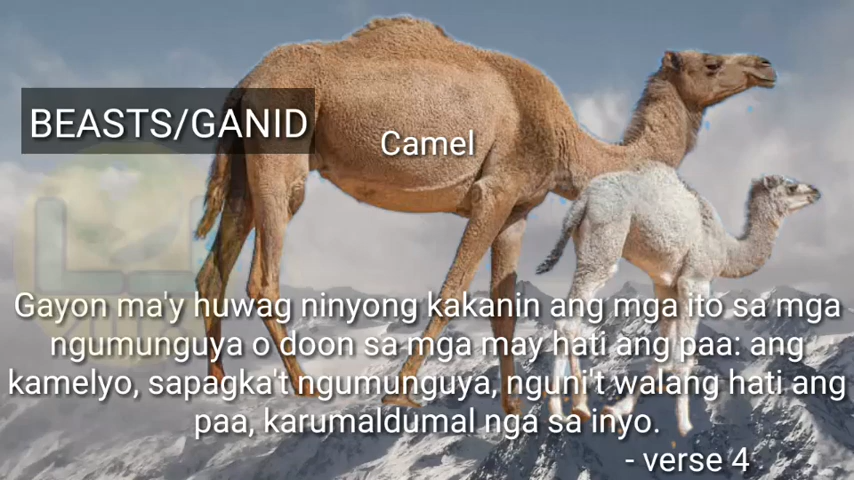 BEASTS/GANID
Camel
Gayon ma'y huwag ninyong kakanin ang mga ito sa mga
ngumunguya o doon sa mga may hati ang paa: ang
kamelyo, sapagka't ngumunguya, nguni't walang hati ang
paa, karumaldumal nga sa inyo.
- verse 4